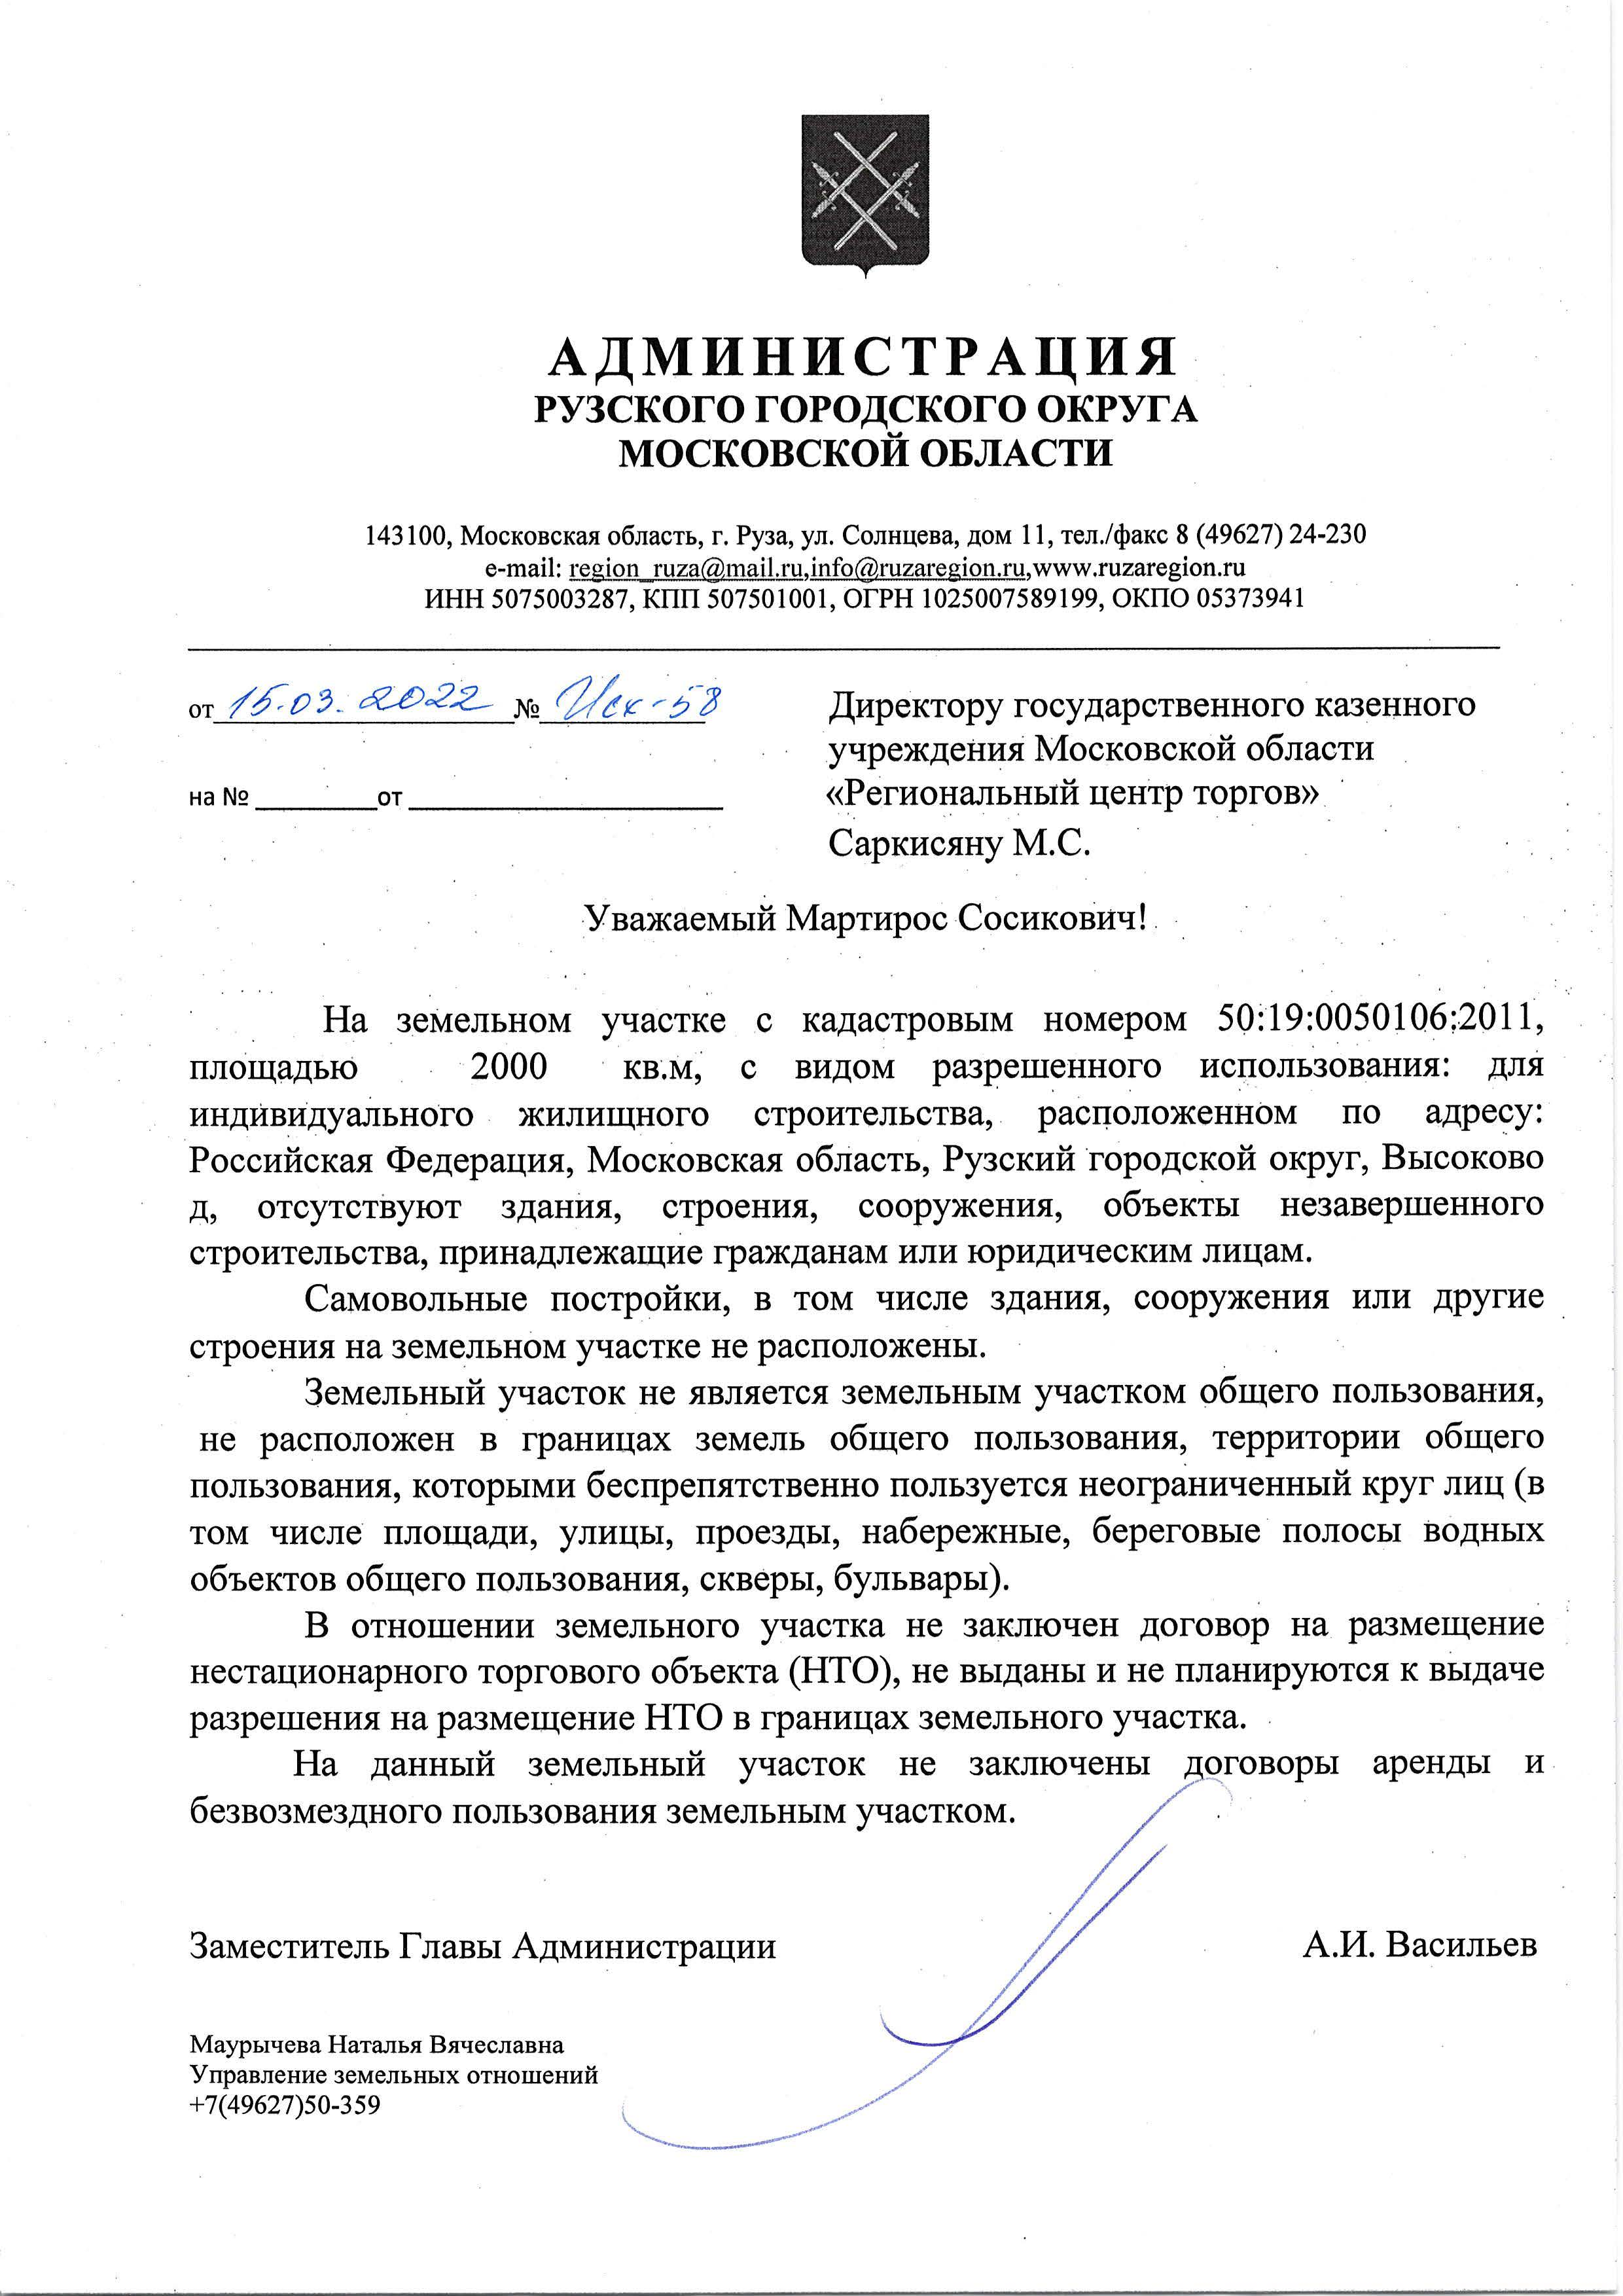 АДМИНИСТРАЦИЯ
РУЗСКОГО ГОРОДСКОГО ОКРУГА
МОСКОВСКОЙ ОБЛАСТИ
143100, Московская область, г. Руза, ул. Солнцева, дом 11, тел./факс 8 (49627) 24-230
e-mail: region_ruza@mail.ru,info@ruzaregion.ru,www.ruzaregion.ru
ИНН 5075003287, КПП 507501001, ОГРН 1025007589199, ОКПО 05373941
от 15.03.2022 № Исх-58
на № __________от ______________________
Директору государственного казенного
учреждения Московской области
«Региональный центр торгов»
Саркисяну М.С.
Уважаемый Мартирос Сосикович!
На земельном участке с кадастровым номером 50:19:0050106:2011,
площадью 2000 кв.м, с видом разрешенного использования: для
индивидуального жилищного строительства, расположенном по адресу:
Российская Федерация, Московская область, Рузский городской округ, Высоково
д, отсутствуют здания, строения, сооружения, объекты незавершенного
строительства, принадлежащие гражданам или юридическим лицам.
Самовольные постройки, в том числе здания, сооружения или другие
строения на земельном участке не расположены.
Земельный участок не является земельным участком общего пользования,
не расположен в границах земель общего пользования, территории общего
пользования, которыми беспрепятственно пользуется неограниченный круг лиц (в
том числе площади, улицы, проезды, набережные, береговые полосы водных
объектов общего пользования, скверы, бульвары).
В отношении земельного участка не заключен договор на размещение
нестационарного торгового объекта (НТО), не выданы и не планируются к выдаче
разрешения на размещение НТО в границах земельного участка.
На данный земельный участок не заключены договоры аренды и
безвозмездного пользования земельным участком.
Заместитель Главы Администрации
А.И. Васильев
Маурычева Наталья Вячеславна
Управление земельных отношений
+7(49627)50-359